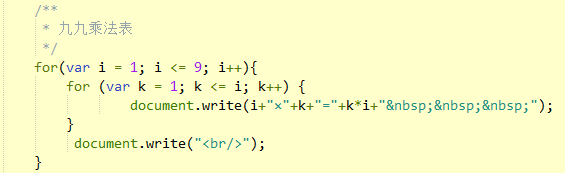 /**
* 九九乘法表
*/
for(var i = 1; i <= 9; i++){
for (var k = 1; k <= i; k++) {
document.write(i+"×"+k+"="+k*i+"&nbsp;&nbsp;&nbsp;");
}
document.write("<br/>");
}